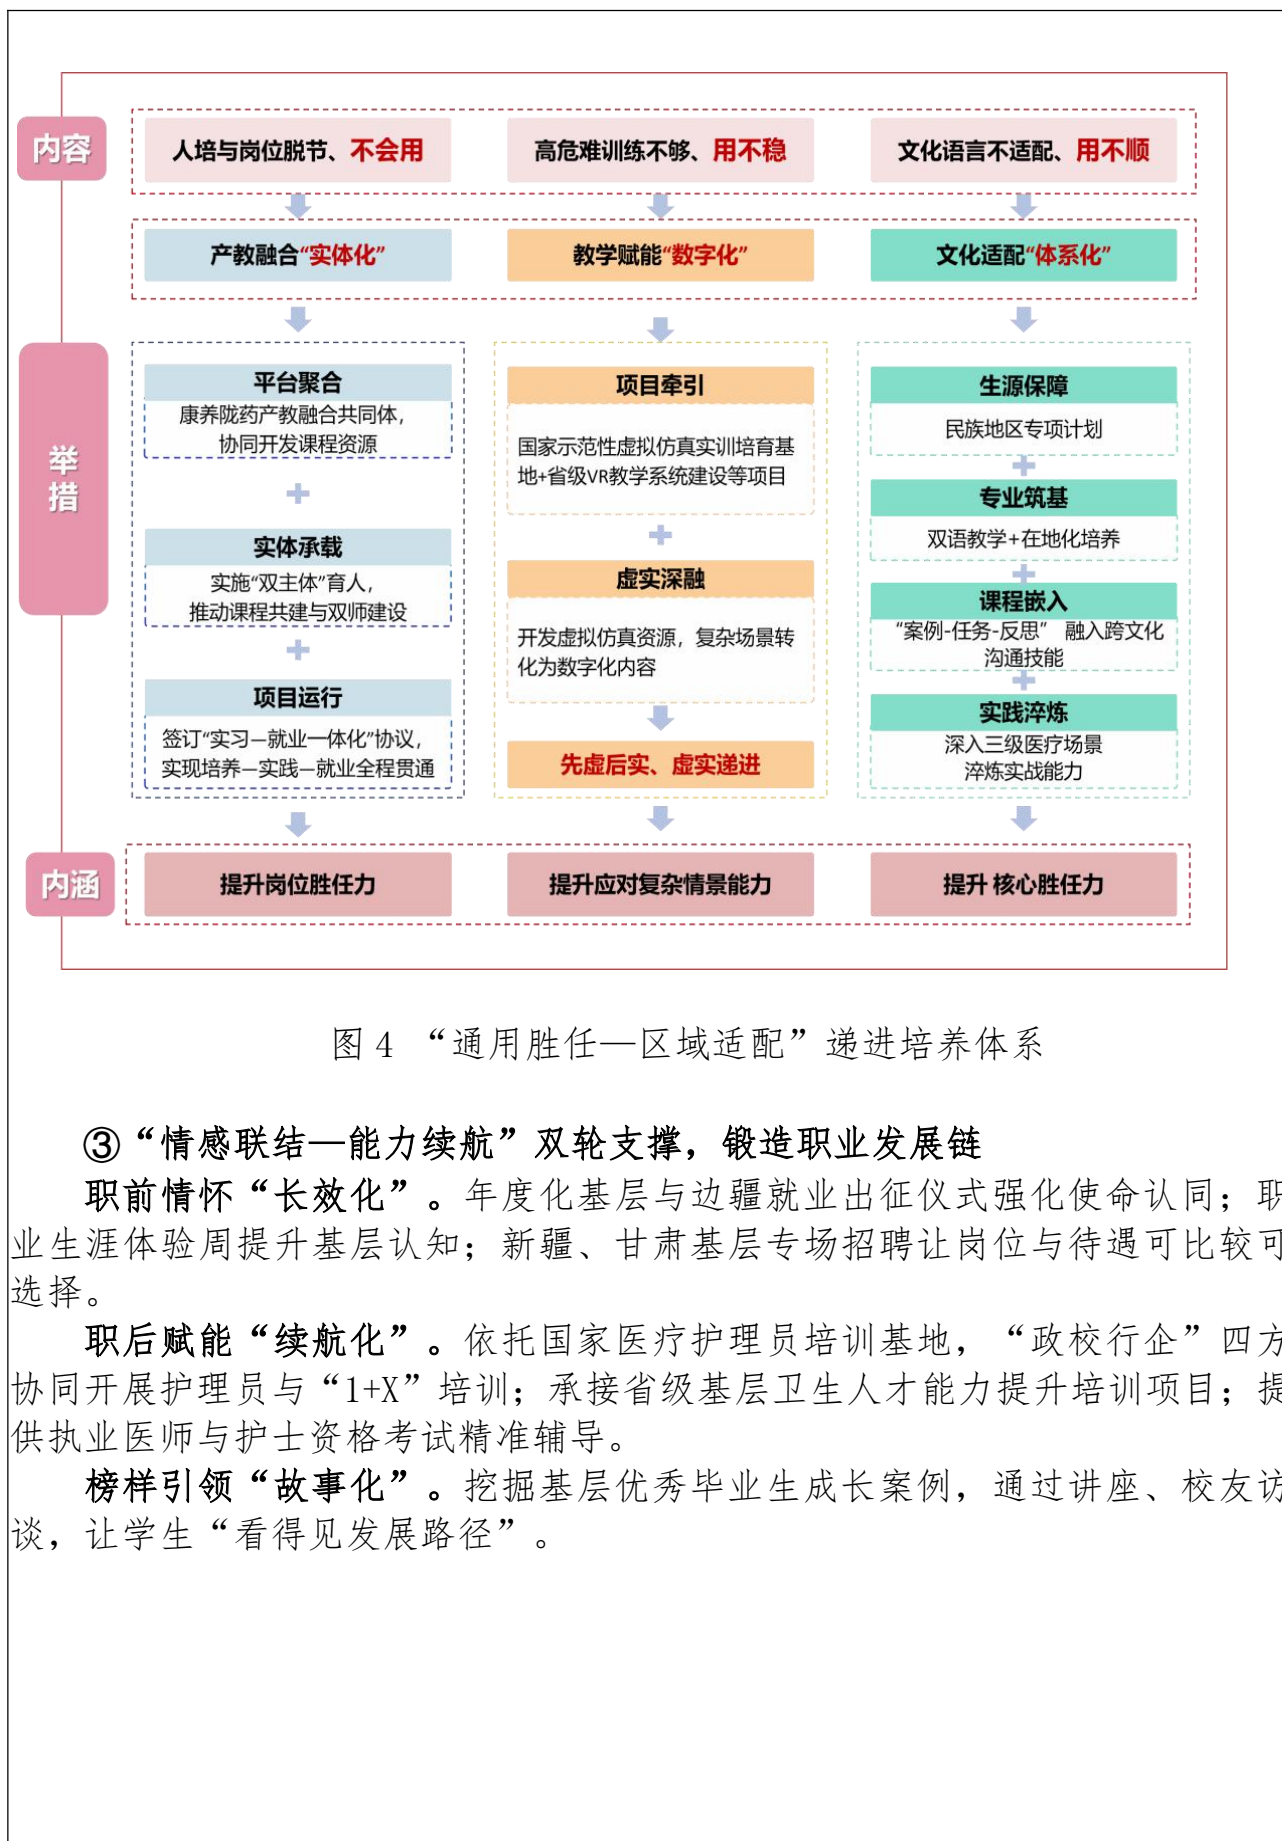 内容
人培与岗位脱节、不会用
高危难训练不够、用不稳
文化语言不适配、用不顺
产教融合“实体化”
教学赋能“数字化”
文化适配“体系化”
举措
平台聚合
康养陇药产教融合共同体，
协同开发课程资源
实体承载
实施“双主体”育人，
推动课程共建与双师建设
项目运行
签订“实习—就业一体化”协议，
实现培养—实践—就业全程贯通
项目牵引
国家示范性虚拟仿真实训培育基
地+省级VR教学系统建设等项目
虚实深融
开发虚拟仿真资源，复杂场景转
化为数字化内容
先虚后实、虚实递进
生源保障
民族地区专项计划
专业筑基
双语教学+在地化培养
课程嵌入
“案例-任务-反思” 融入跨文化
沟通技能
实践淬炼
深入三级医疗场景
淬炼实战能力
内涵
提升岗位胜任力
提升应对复杂情景能力
提升 核心胜任力
图 4 “通用胜任—区域适配”递进培养体系
③“情感联结—能力续航”双轮支撑，锻造职业发展链
职前情怀“长效化”。年度化基层与边疆就业出征仪式强化使命认同；职
业生涯体验周提升基层认知；新疆、甘肃基层专场招聘让岗位与待遇可比较可
选择。
职后赋能“续航化”。依托国家医疗护理员培训基地，“政校行企”四方
协同开展护理员与“1+X”培训；承接省级基层卫生人才能力提升培训项目；提
供执业医师与护士资格考试精准辅导。
榜样引领“故事化”。挖掘基层优秀毕业生成长案例，通过讲座、校友访
谈，让学生“看得见发展路径”。